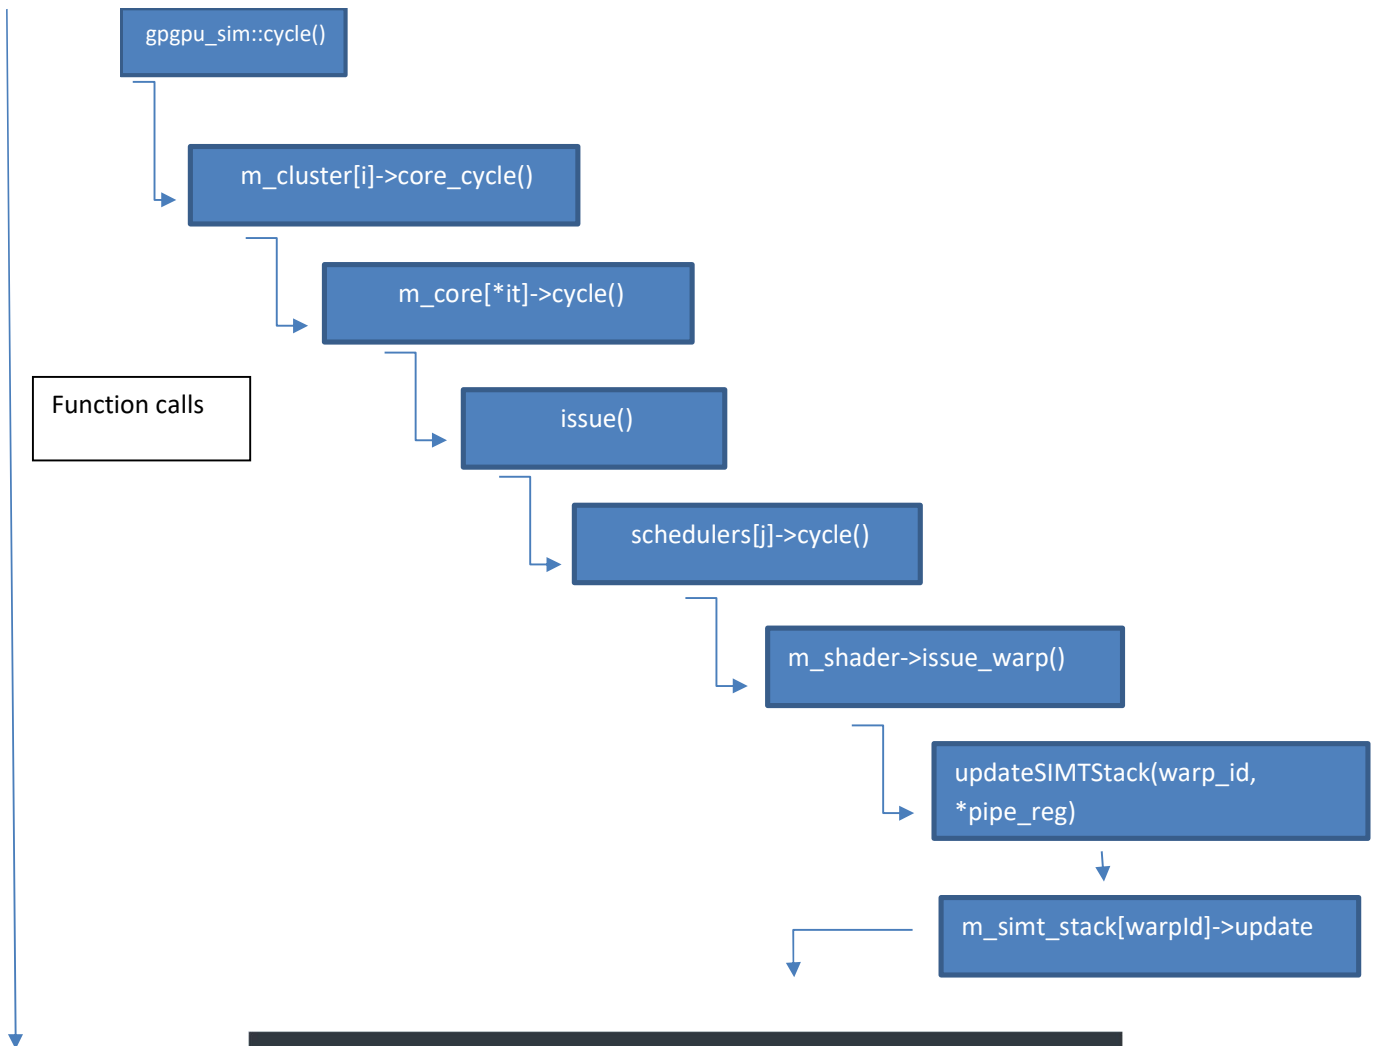 gpgpu_sim::cycle()
m_cluster[i]->core_cycle()
m_core[*it]->cycle()
Function calls
issue()
schedulers[j]->cycle()
m_shader->issue_warp()
updateSIMTStack(warp_id,
*pipe_reg)
m_simt_stack[warpId]->update